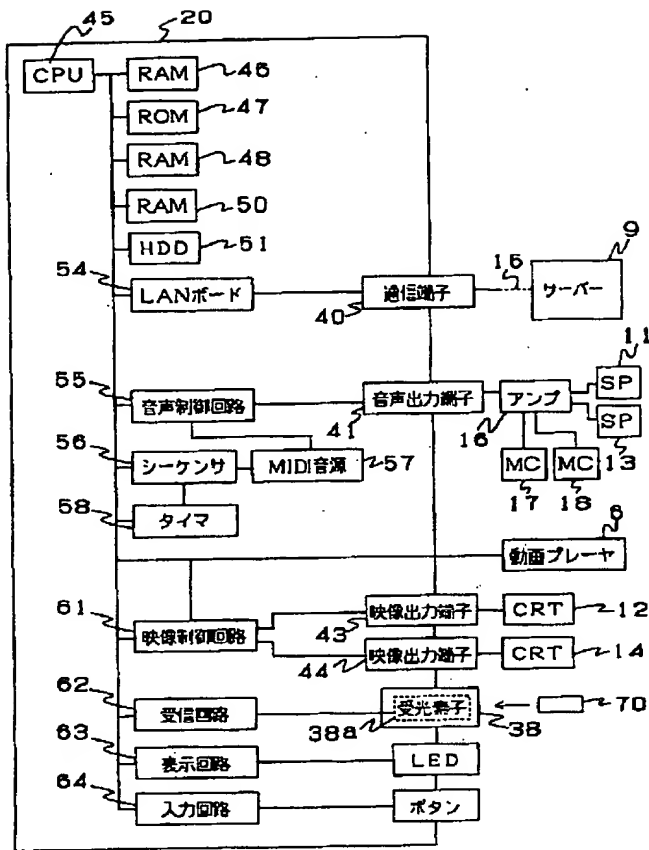 45 20
CPU RAM 46
ROM 47
RAM 48
RAM 50
HDD 51
54 9
LANボード 通信端子 15 サーバー
40
11
55 SP
音声制御回路 音声出力端子 アンプ
41 16 SP
56 13
シーケンサ MIDI音源 57 MC MC
58 17 18
タイマ
6
動画プレーヤ
61 映像出力端子 CRT 12
映像制御回路 43
映像出力端子 CRT 14
62 44
受信回路 受光素子 70
63 38a 38
表示回路 LED
64
入力回路 ボタン